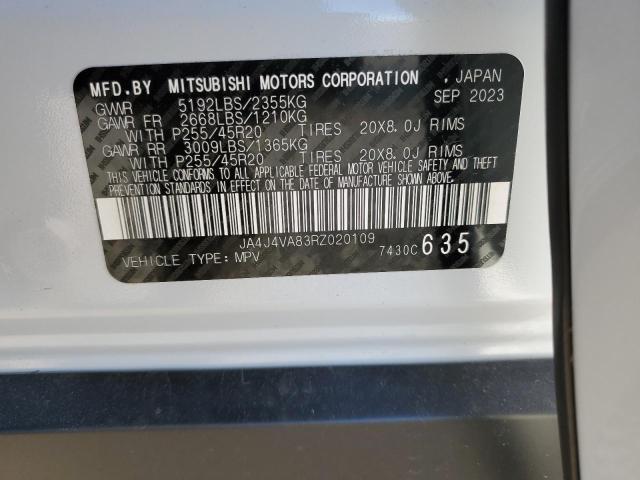 MFD.BY MITSUBISHI MOTORS CORPORATION , JAPAN
GVWR 5192LBS/2355KG SEP 2023
GAWR FR 2668LBS/1210KG
WITH P255/45R20 TIRES 20X8.0J RIMS
GAWR RR 3009LBS/1365KG
WITH P255/45R20 TIRES 20X8.0J RIMS
THIS VEHICLE CONFORMS TO ALL APPLICABLE FEDERAL MOTOR VEHICLE SAFETY AND THEFT
PREVENTION STANDARDS IN EFFECT ON THE DATE OF MANUFACTURE SHOWN ABOVE.
JA4J4VA83RZ020109
VEHICLE TYPE: MPV 7430C 635